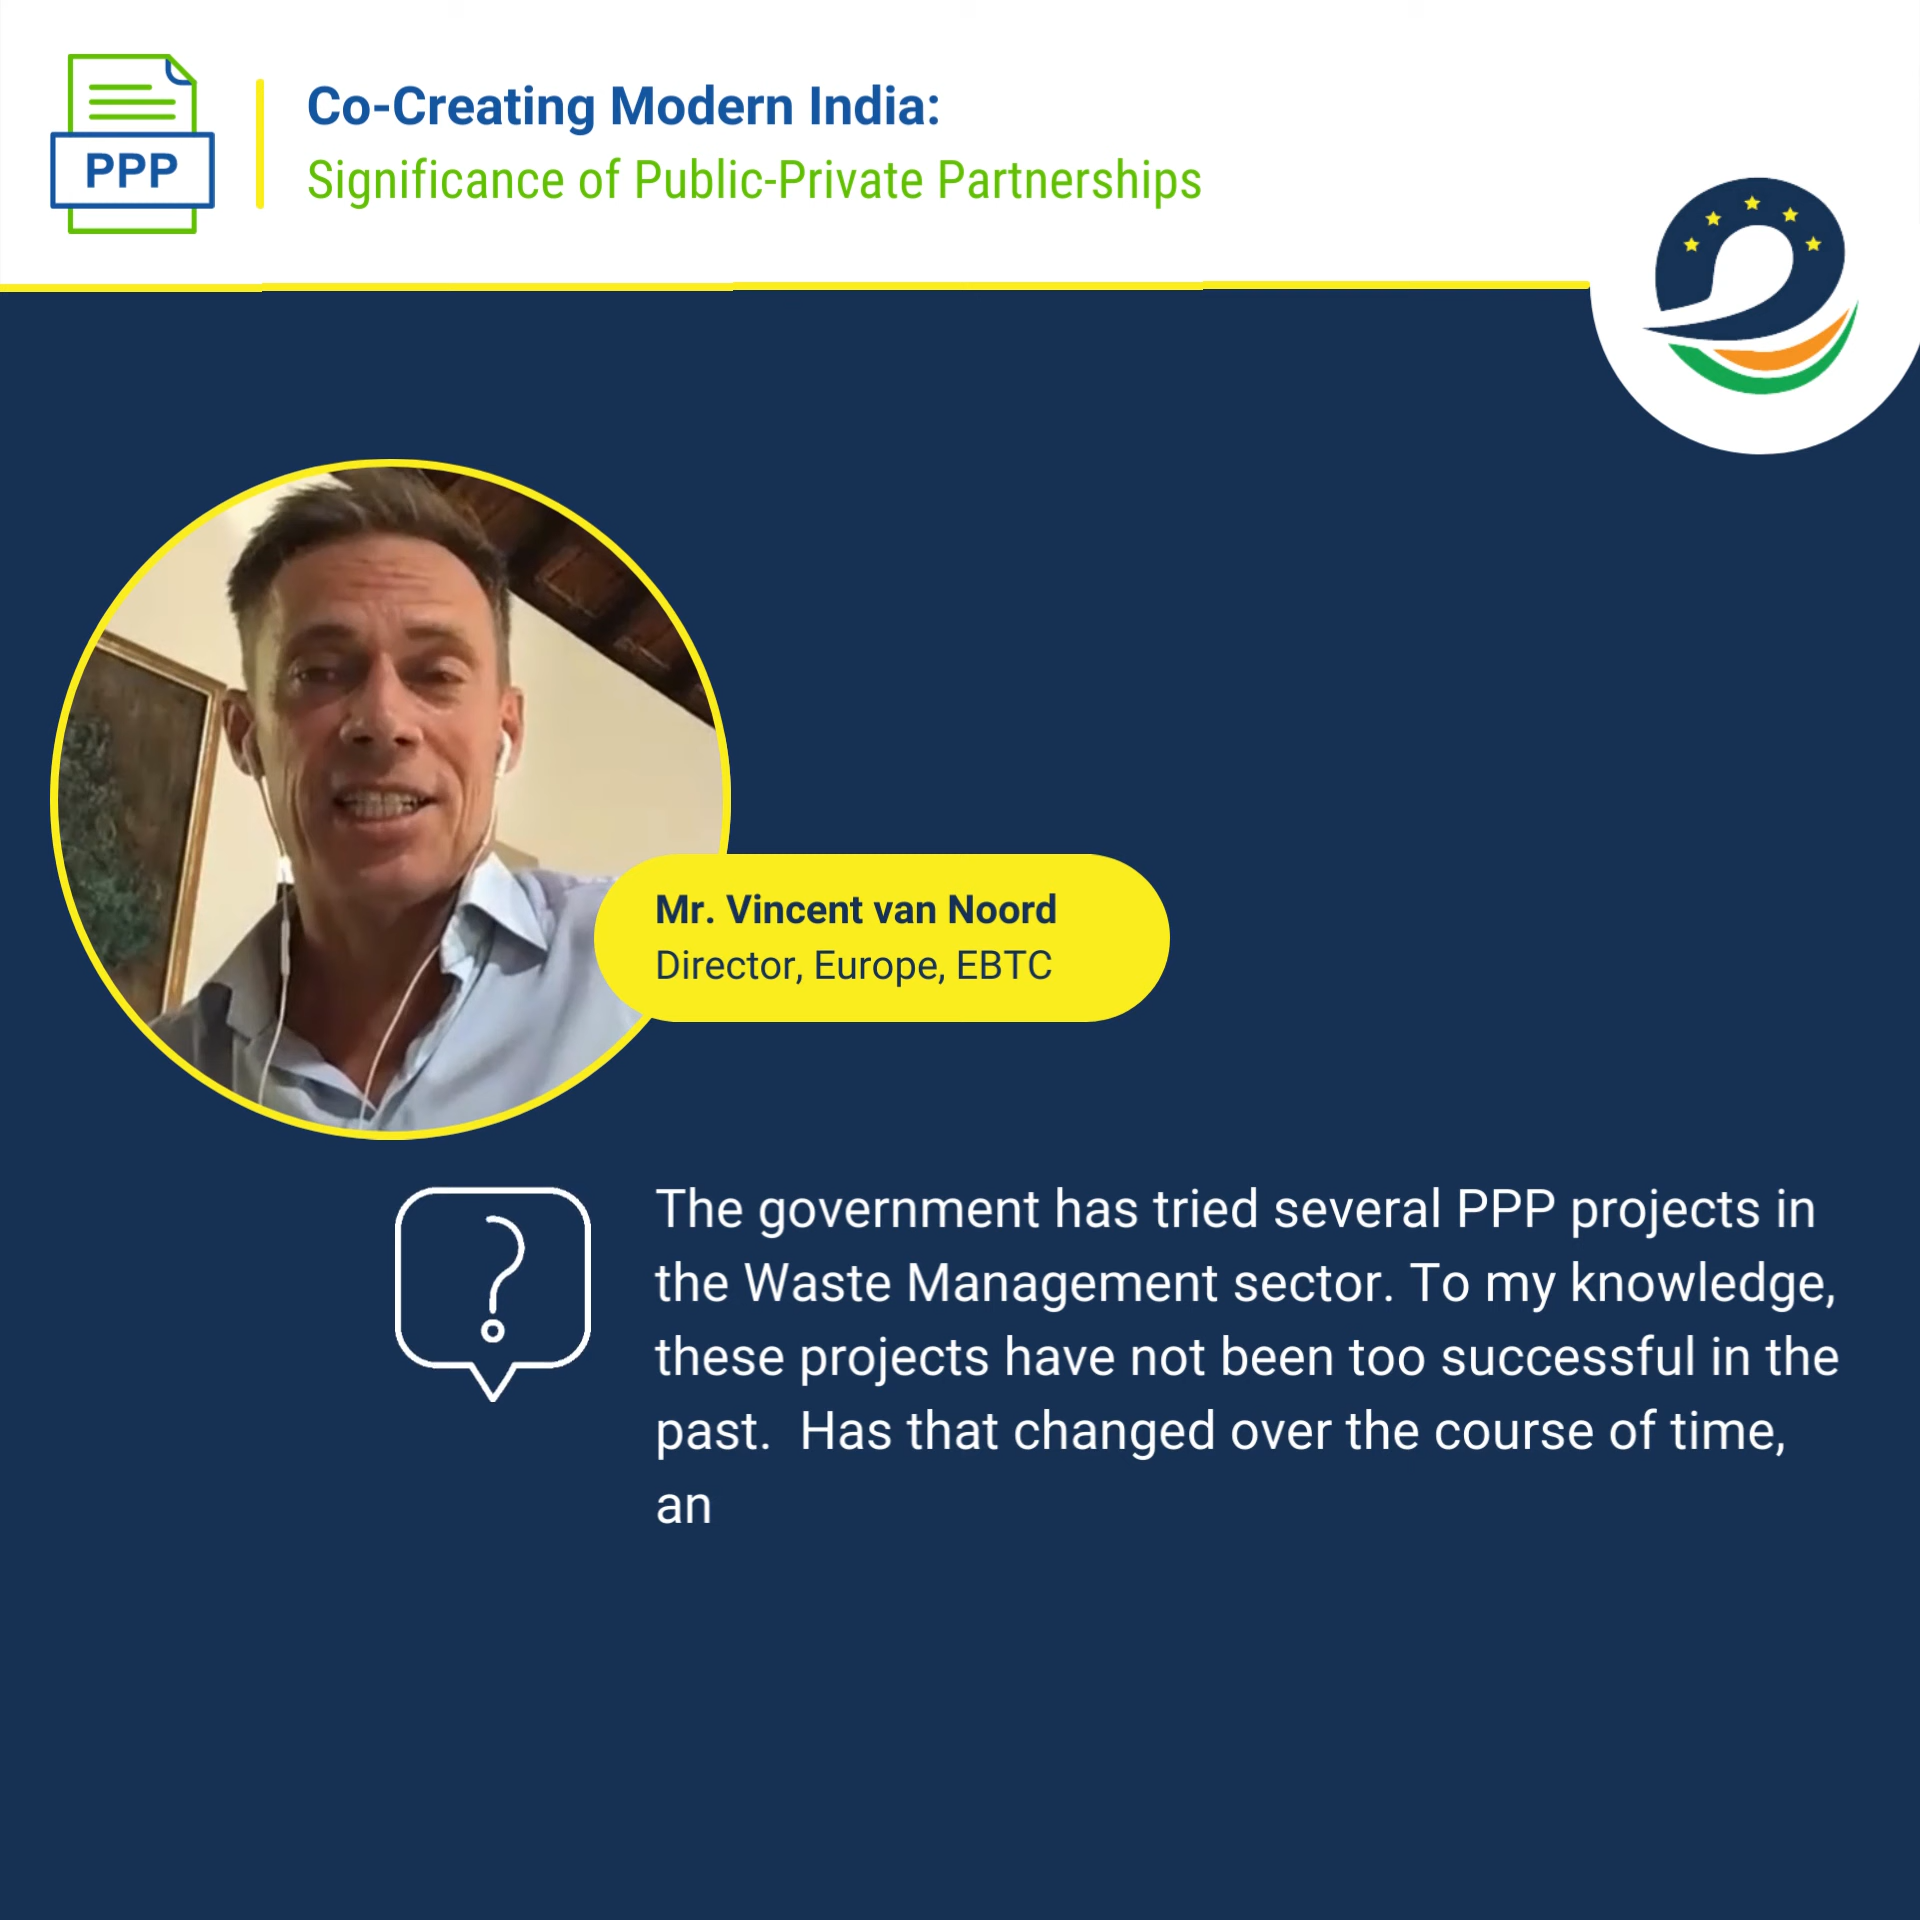 PPP
Co-Creating Modern India:
Significance of Public-Private Partnerships
Mr. Vincent van Noord
Director, Europe, EBTC
The government has tried several PPP projects in
the Waste Management sector. To my knowledge,
these projects have not been too successful in the
past.  Has that changed over the course of time,
an